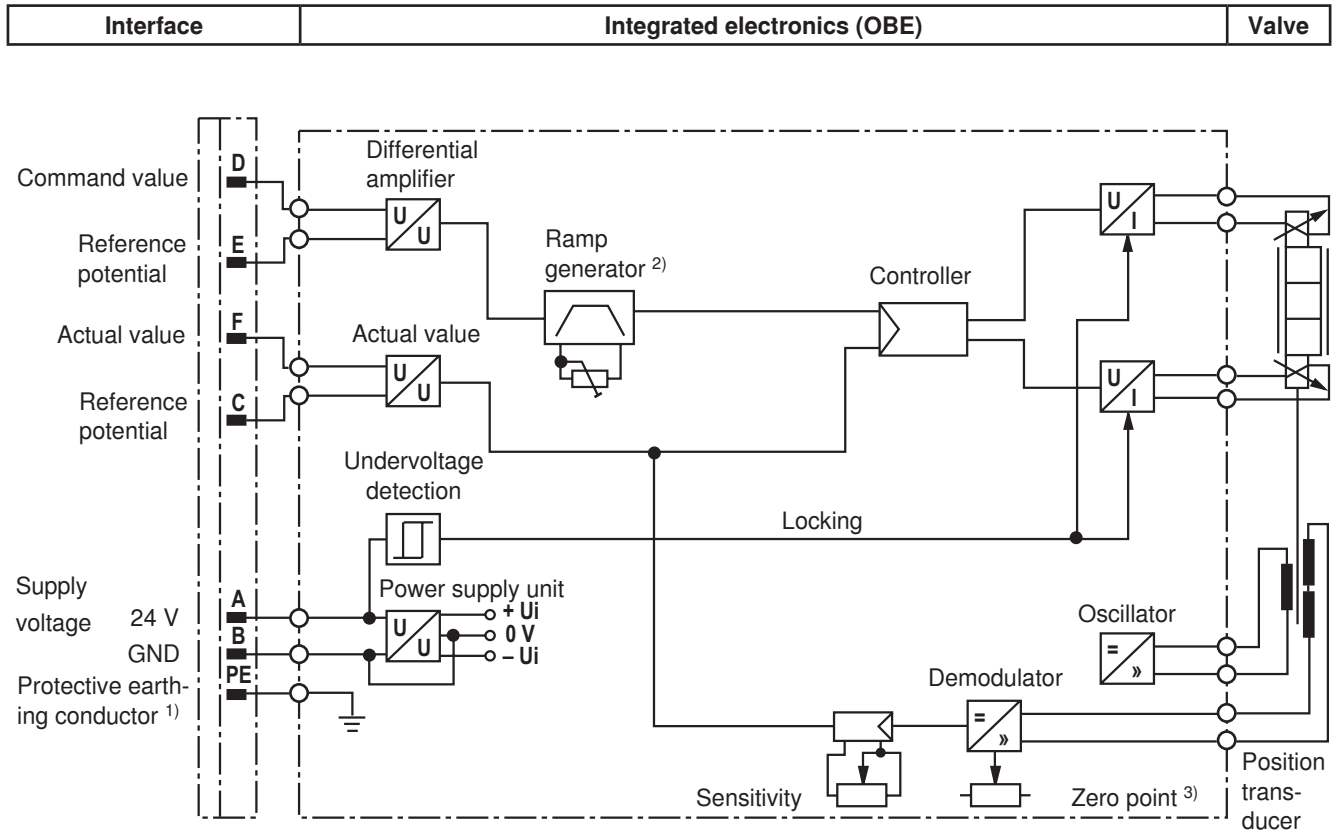 Interface
Integrated electronics (OBE)
Valve
Command value
D
Differential
amplifier
U
U
Reference
potential
E
Ramp
generator 2)
Controller
U
I
Actual value
F
Actual value
U
U
Reference
potential
C
U
I
Undervoltage
detection
Locking
Supply
voltage
24 V
A
Power supply unit
U
U
+ Ui
0 V
– Ui
GND
B
Protective earth-
ing conductor 1)
PE
Oscillator
=
»
Demodulator
=
»
Sensitivity
Zero point 3)
Position
trans-
ducer